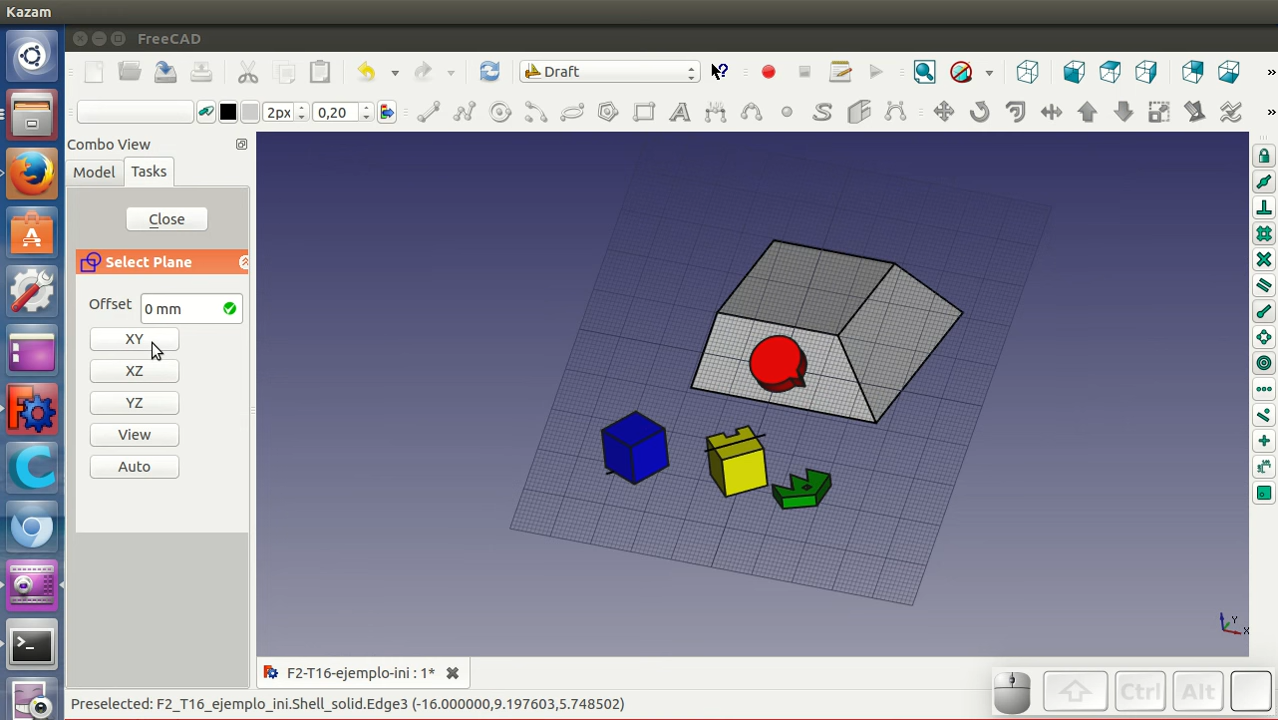 Kazam
FreeCAD
Draft
2px
0,20
Combo View
Model
Tasks
Close
Select Plane
Offset
0 mm
XY
XZ
YZ
View
Auto
Y
X
F2-T16-ejemplo-ini : 1*
Ctrl
Alt
Preselected: F2_T16_ejemplo_ini.Shell_solid.Edge3 (-16.000000,9.197603,5.748502)